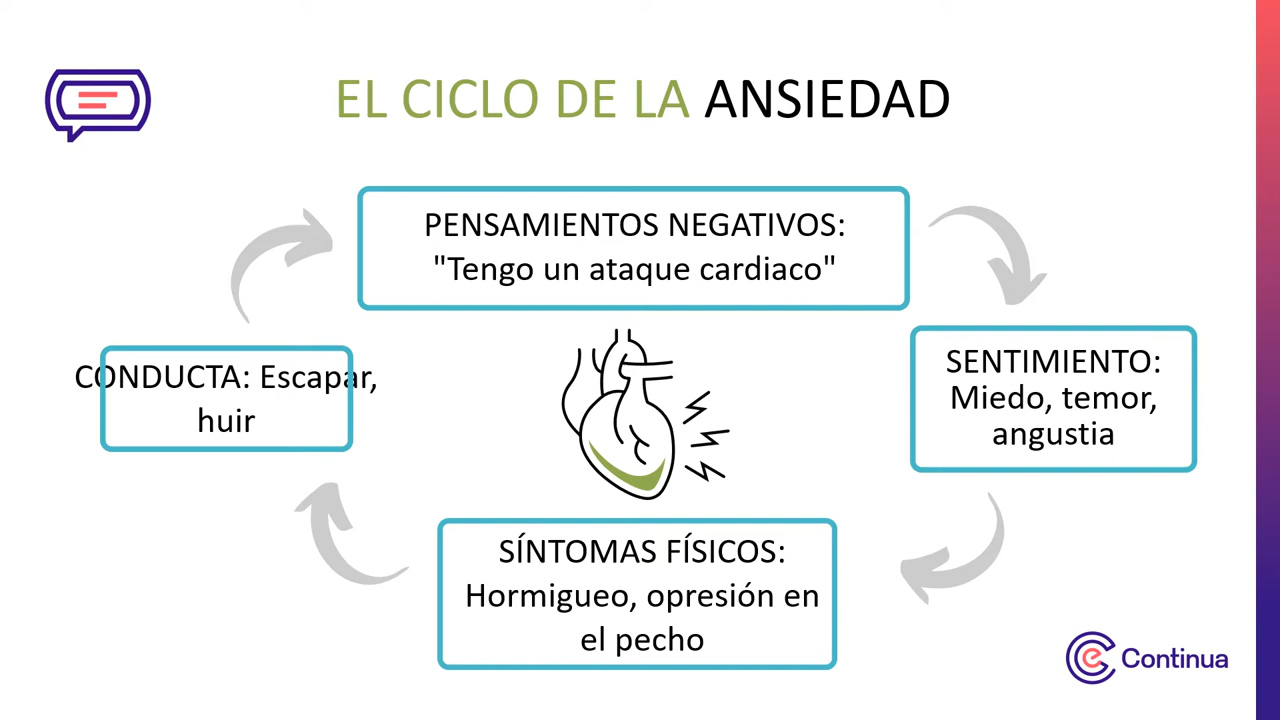 EL CICLO DE LA ANSIEDAD
PENSAMIENTOS NEGATIVOS:
"Tengo un ataque cardiaco"
SENTIMIENTO:
Miedo, temor,
angustia
SÍNTOMAS FÍSICOS:
Hormigueo, opresión en
el pecho
CONDUCTA: Escapar,
huir
Continua